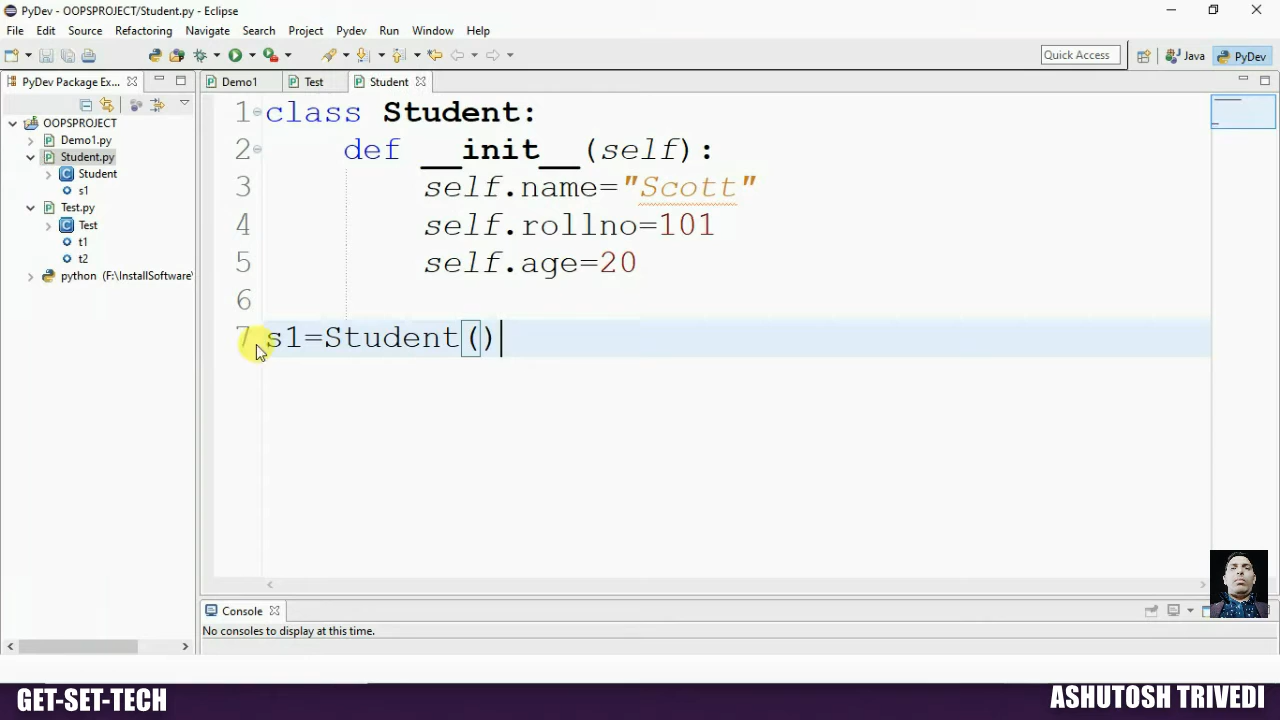 PyDev - OOPSPROJECT/Student.py - Eclipse
File Edit Source Refactoring Navigate Search Project Pydev Run Window Help
Quick Access
Java
PyDev
PyDev Package Ex...
OOPSPROJECT
Demo1.py
Student.py
Student
s1
Test.py
Test
t1
t2
python (F:\InstallSoftware\
Demo1 Test Student
1 class Student:
2 def __init__(self):
3 self.name="Scott"
4 self.rollno=101
5 self.age=20
6
7 s1=Student()
Console
No consoles to display at this time.
GET-SET-TECH
ASHUTOSH TRIVEDI